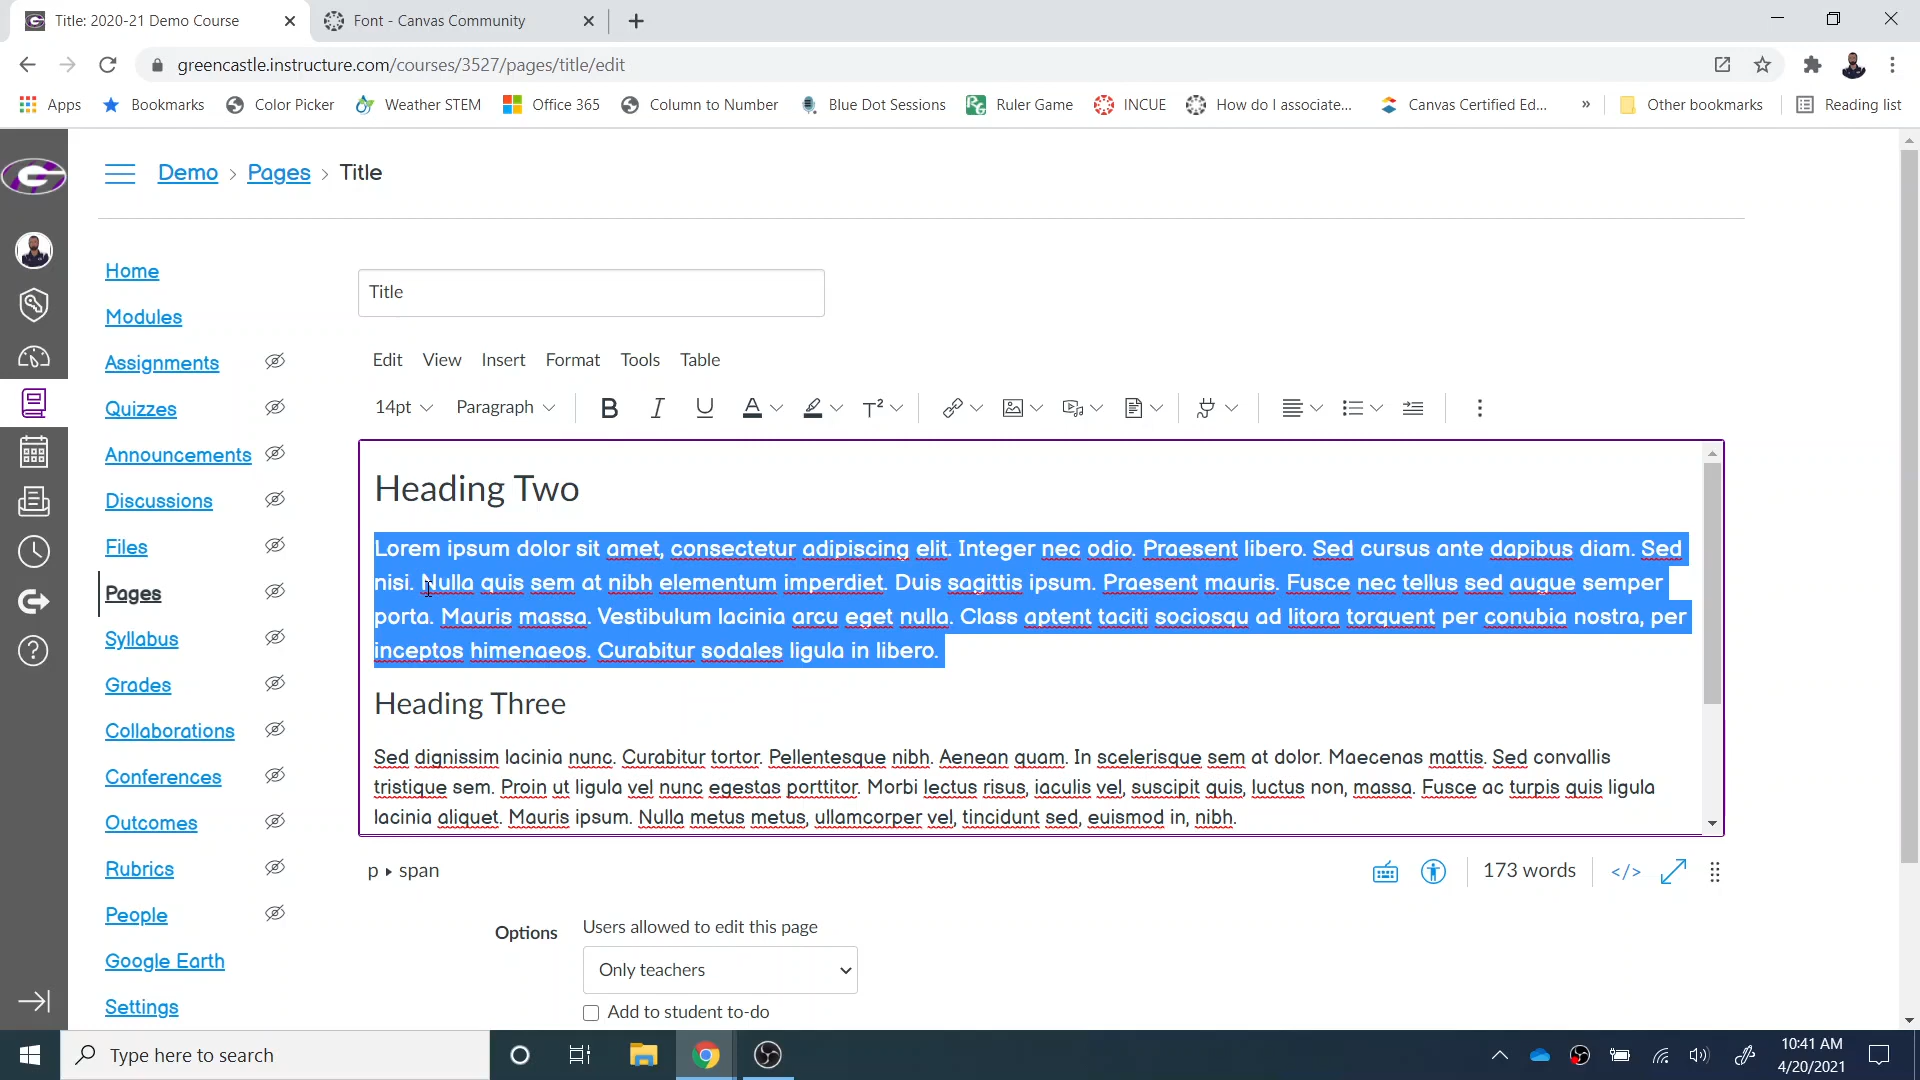 Title: 2020-21 Demo Course
Font - Canvas Community
greencastle.instructure.com/courses/3527/pages/title/edit
Apps Bookmarks Color Picker Weather STEM Office 365 Column to Number Blue Dot Sessions Ruler Game INCUE How do I associate... Canvas Certified Ed... » Other bookmarks Reading list
Demo > Pages > Title
Home
Modules
Assignments
Quizzes
Announcements
Discussions
Files
Pages
Syllabus
Grades
Collaborations
Conferences
Outcomes
Rubrics
People
Google Earth
Settings
Title
Edit View Insert Format Tools Table
14pt Paragraph B I U A T²
Heading Two
Lorem ipsum dolor sit amet, consectetur adipiscing elit. Integer nec odio. Praesent libero. Sed cursus ante dapibus diam. Sed
nisi. Nulla quis sem at nibh elementum imperdiet. Duis sagittis ipsum. Praesent mauris. Fusce nec tellus sed augue semper
porta. Mauris massa. Vestibulum lacinia arcu eget nulla. Class aptent taciti sociosqu ad litora torquent per conubia nostra, per
inceptos himenaeos. Curabitur sodales ligula in libero.
Heading Three
Sed dignissim lacinia nunc. Curabitur tortor. Pellentesque nibh. Aenean quam. In scelerisque sem at dolor. Maecenas mattis. Sed convallis
tristique sem. Proin ut ligula vel nunc egestas porttitor. Morbi lectus risus, iaculis vel, suscipit quis, luctus non, massa. Fusce ac turpis quis ligula
lacinia aliquet. Mauris ipsum. Nulla metus metus, ullamcorper vel, tincidunt sed, euismod in, nibh.
p ▸ span
173 words </>
Options
Users allowed to edit this page
Only teachers
Add to student to-do
Type here to search
10:41 AM
4/20/2021